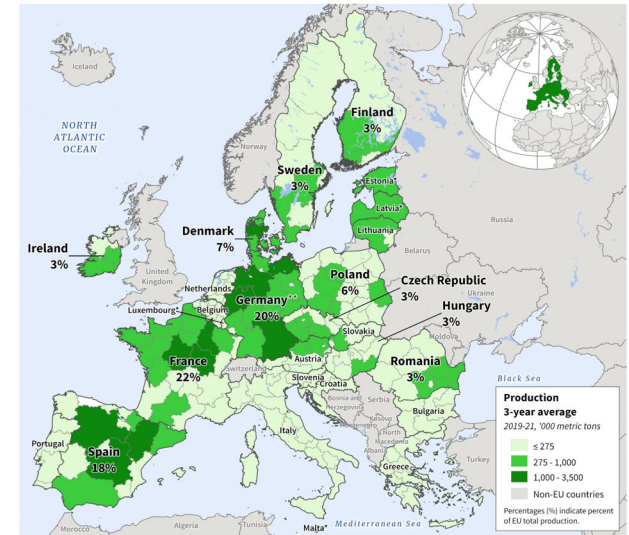 Iceland
NORTH
ATLANTIC
OCEAN
Norway
Finland
3%
Sweden
3%
Estonia*
Latvia*
Lithuania
Russia
Denmark
7%
Ireland
3%
United
Kingdom
Belarus
Netherlands
Poland
6%
Czech Republic
3%
Ukraine
Germany**
20%
Hungary
3%
Luxembourg*
Belgium
Slovakia
Moldova
France
22%
Austria
Switzerland
Romania
3%
Slovenia
Croatia
Black Sea
Bosnia and
Herzegovina
Serbia
Bulgaria
Kosovo
Montenegro
North
Macedonia
Albania
Italy
Portugal
Spain
18%
Greece
Turkey
Morocco
Algeria
Tunisia
Malta*
Mediterranean Sea
Production
3-year average
2019-21, '000 metric tons
≤ 275
275 - 1,000
1,000 - 3,500
Non-EU countries
Percentages (%) indicate percent
of EU total production.